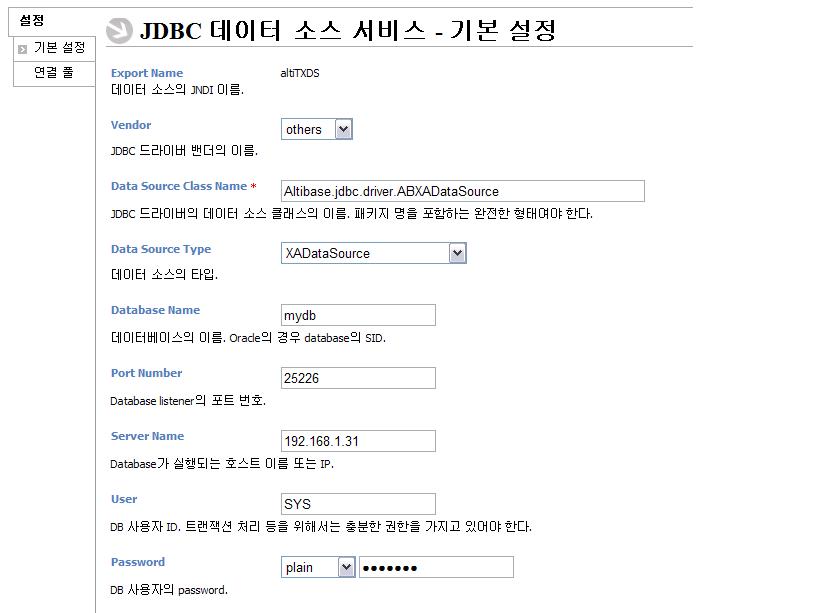 설정
기본 설정
연결 풀
JDBC 데이터 소스 서비스 - 기본 설정
Export Name
altiTXDS
데이터 소스의 JNDI 이름.
Vendor
others
JDBC 드라이버 밴더의 이름.
Data Source Class Name *
Altibase.jdbc.driver.ABXADataSource
JDBC 드라이버의 데이터 소스 클래스의 이름. 패키지 명을 포함하는 완전한 형태여야 한다.
Data Source Type
XADataSource
데이터 소스의 타입.
Database Name
mydb
데이터베이스의 이름. Oracle의 경우 database의 SID.
Port Number
25226
Database listener의 포트 번호.
Server Name
192.168.1.31
Database가 실행되는 호스트 이름 또는 IP.
User
SYS
DB 사용자 ID. 트랜잭션 처리 등을 위해서는 충분한 권한을 가지고 있어야 한다.
Password
plain
●●●●●●●
DB 사용자의 password.